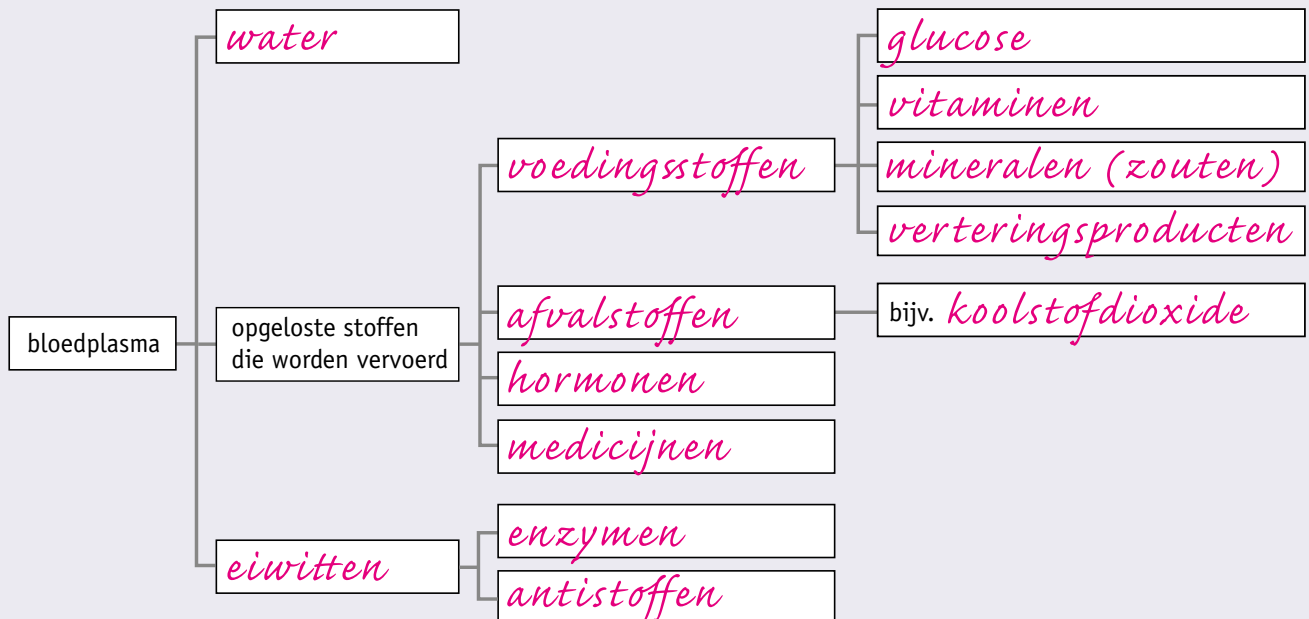 water
glucose
vitaminen
voedingsstoffen
mineralen (zouten)
verteringsproducten
bloedplasma
opgeloste stoffen
die worden vervoerd
afvalstoffen
bijv. koolstofdioxide
hormonen
medicijnen
eiwitten
enzymen
antistoffen